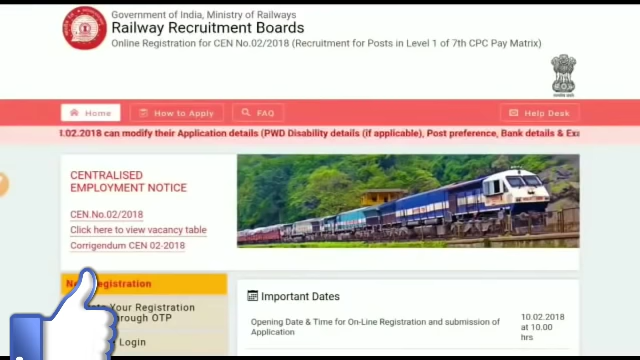 Government of India, Ministry of Railways
Railway Recruitment Boards
Online Registration for CEN No.02/2018 (Recruitment for Posts in Level 1 of 7th CPC Pay Matrix)
Home
How to Apply
FAQ
Help Desk
.02.2018 can modify their Application details (PWD Disability details (if applicable), Post preference, Bank details &
CENTRALISED
EMPLOYMENT NOTICE
CEN.No.02/2018
Click here to view vacancy table
Corrigendum CEN 02-2018
Registration
Your Registration
through OTP
Login
Important Dates
Opening Date & Time for On-Line Registration and submission of
Application
10.02.2018
at 10.00
hrs